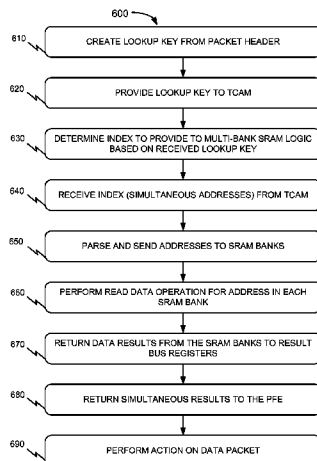 600
610
CREATE LOOKUP KEY FROM PACKET HEADER
620
PROVIDE LOOKUP KEY TO TCAM
630
DETERMINE INDEX TO PROVIDE TO MULTI-BANK SRAM LOGIC
BASED ON RECEIVED LOOKUP KEY
640
RECEIVE INDEX (SIMULTANEOUS ADDRESSES) FROM TCAM
650
PARSE AND SEND ADDRESSES TO SRAM BANKS
660
PERFORM READ DATA OPERATION FOR ADDRESS IN EACH
SRAM BANK
670
RETURN DATA RESULTS FROM THE SRAM BANKS TO RESULT
BUS REGISTERS
680
RETURN SIMULTANEOUS RESULTS TO THE PFE
690
PERFORM ACTION ON DATA PACKET